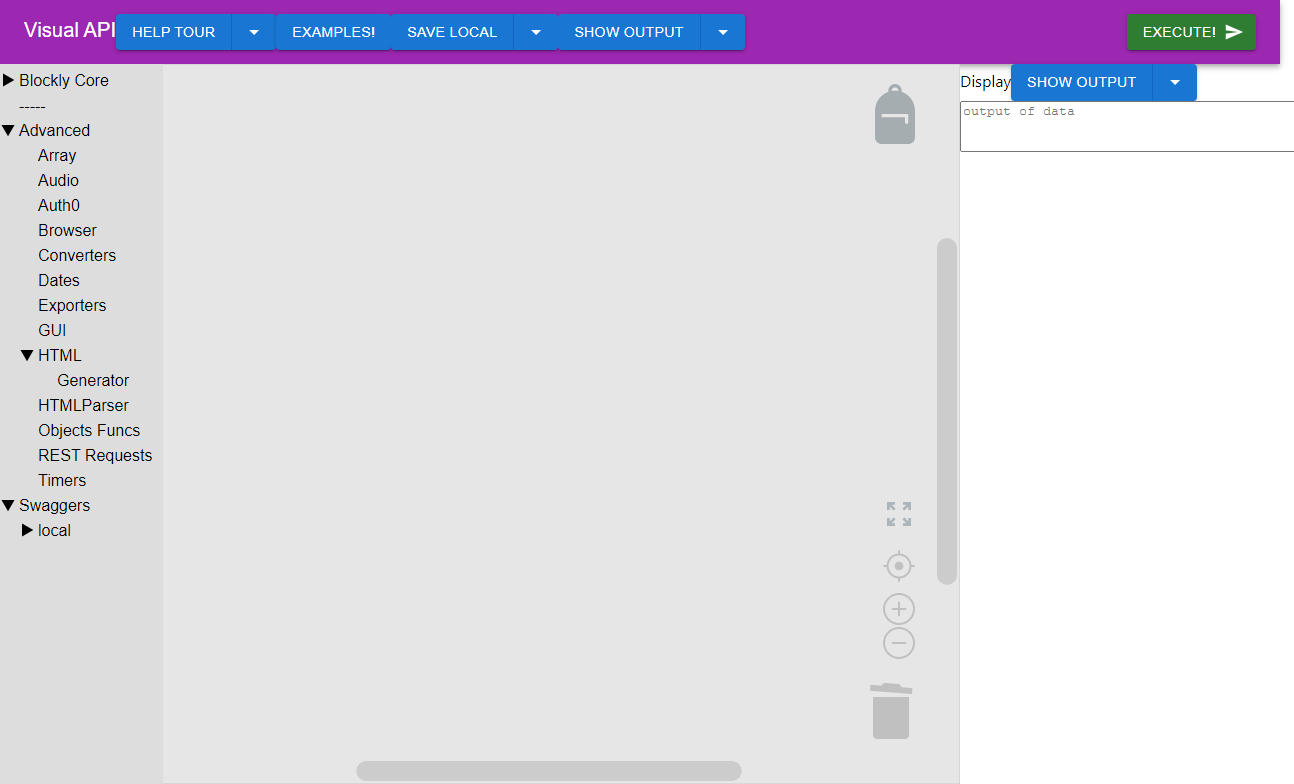 Visual API HELP TOUR EXAMPLES! SAVE LOCAL SHOW OUTPUT EXECUTE!
Blockly Core
-----
Advanced
Array
Audio
Auth0
Browser
Converters
Dates
Exporters
GUI
HTML
Generator
HTMLParser
Objects Funcs
REST Requests
Timers
Swaggers
local
Display SHOW OUTPUT
output of data